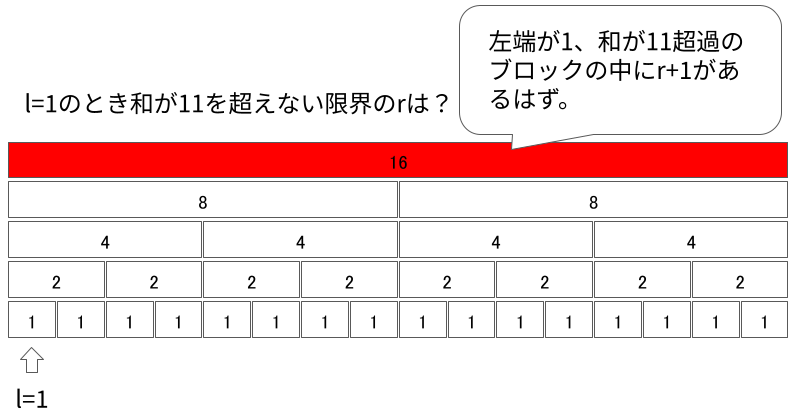 左端が1、和が11超過の
ブロックの中にr+1があ
るはず。
l=1のとき和が11を超えない限界のrは？
16
8 8
4 4 4 4
2 2 2 2 2 2 2 2
1 1 1 1 1 1 1 1 1 1 1 1 1 1 1 1
l=1